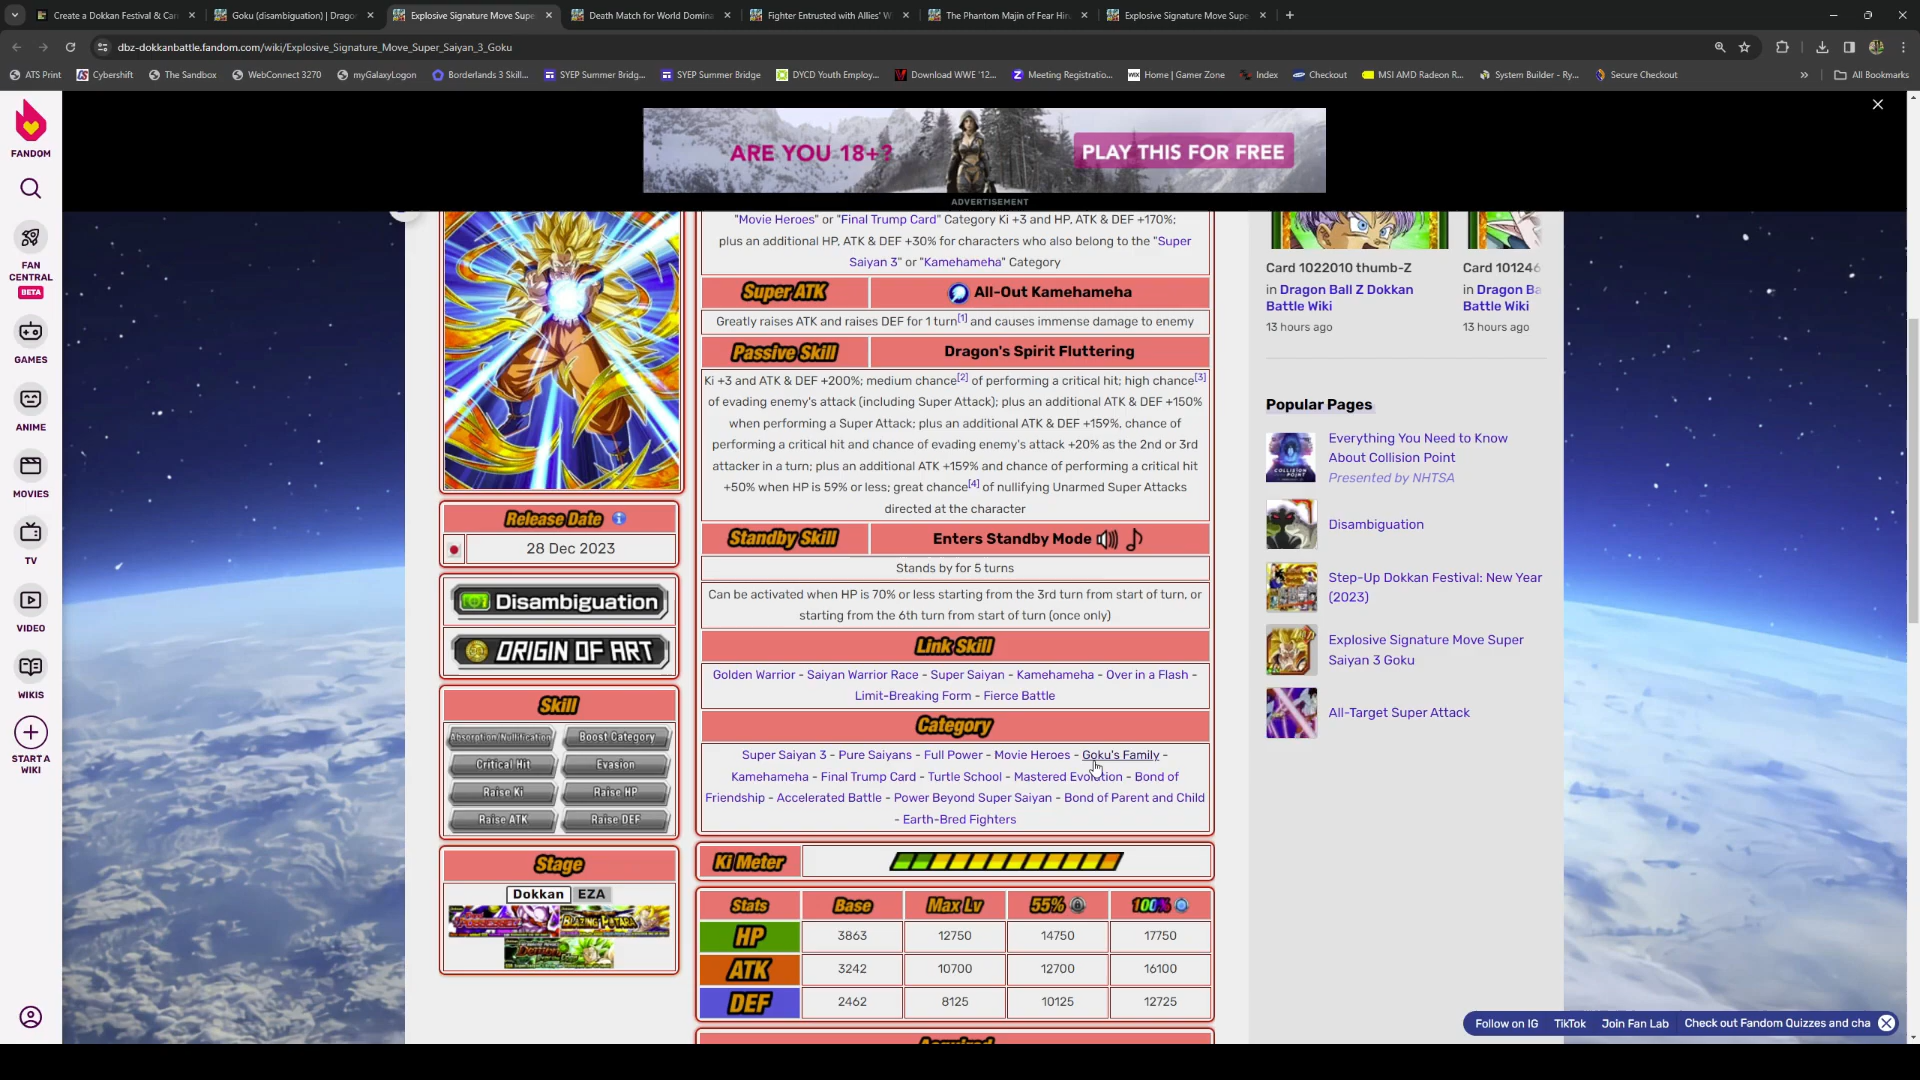 Create a Dokkan Festival & Car
Goku (disambiguation) | Drago
Explosive Signature Move Supe
Death Match for World Domina
Fighter Entrusted with Allies' W
The Phantom Majin of Fear Hir
Explosive Signature Move Supe
dbz-dokkanbattle.fandom.com/wiki/Explosive_Signature_Move_Super_Saiyan_3_Goku
ATS Print
Cybershift
The Sandbox
WebConnect 3270
myGalaxyLogon
Borderlands 3 Skill...
SYEP Summer Bridg...
SYEP Summer Bridge
DYCD Youth Employ...
Download WWE '12...
Meeting Registratio...
Home | Gamer Zone
Index
Checkout
MSI AMD Radeon R...
System Builder - Ry...
Secure Checkout
All Bookmarks
FANDOM
FAN
CENTRAL
BETA
GAMES
ANIME
MOVIES
TV
VIDEO
WIKIS
START A
WIKI
ARE YOU 18+?
PLAY THIS FOR FREE
ADVERTISEMENT
Release Date
28 Dec 2023
Disambiguation
ORIGIN OF ART
Skill
Absorption/Nullification
Boost Category
Critical Hit
Evasion
Raise Ki
Raise HP
Raise ATK
Raise DEF
Stage
Dokkan EZA
"Movie Heroes" or "Final Trump Card" Category Ki +3 and HP, ATK & DEF +170%;
plus an additional HP, ATK & DEF +30% for characters who also belong to the "Super
Saiyan 3" or "Kamehameha" Category
Super ATK
All-Out Kamehameha
Greatly raises ATK and raises DEF for 1 turn[1] and causes immense damage to enemy
Passive Skill
Dragon's Spirit Fluttering
Ki +3 and ATK & DEF +200%; medium chance[2] of performing a critical hit; high chance[3]
of evading enemy's attack (including Super Attack); plus an additional ATK & DEF +150%
when performing a Super Attack; plus an additional ATK & DEF +159%, chance of
performing a critical hit and chance of evading enemy's attack +20% as the 2nd or 3rd
attacker in a turn; plus an additional ATK +159% and chance of performing a critical hit
+50% when HP is 59% or less; great chance[4] of nullifying Unarmed Super Attacks
directed at the character
Standby Skill
Enters Standby Mode
Stands by for 5 turns
Can be activated when HP is 70% or less starting from the 3rd turn from start of turn, or
starting from the 6th turn from start of turn (once only)
Link Skill
Golden Warrior - Saiyan Warrior Race - Super Saiyan - Kamehameha - Over in a Flash -
Limit-Breaking Form - Fierce Battle
Category
Super Saiyan 3 - Pure Saiyans - Full Power - Movie Heroes - Goku's Family -
Kamehameha - Final Trump Card - Turtle School - Mastered Evolution - Bond of
Friendship - Accelerated Battle - Power Beyond Super Saiyan - Bond of Parent and Child
- Earth-Bred Fighters
Ki Meter
Stats Base Max Lv 55% 100%
HP 3863 12750 14750 17750
ATK 3242 10700 12700 16100
DEF 2462 8125 10125 12725
Acquired
Card 1022010 thumb-Z
in Dragon Ball Z Dokkan
Battle Wiki
13 hours ago
Card 101246
in Dragon Ba
Battle Wiki
13 hours ago
Popular Pages
Everything You Need to Know
About Collision Point
Presented by NHTSA
Disambiguation
Step-Up Dokkan Festival: New Year
(2023)
Explosive Signature Move Super
Saiyan 3 Goku
All-Target Super Attack
Follow on IG
TikTok
Join Fan Lab
Check out Fandom Quizzes and cha